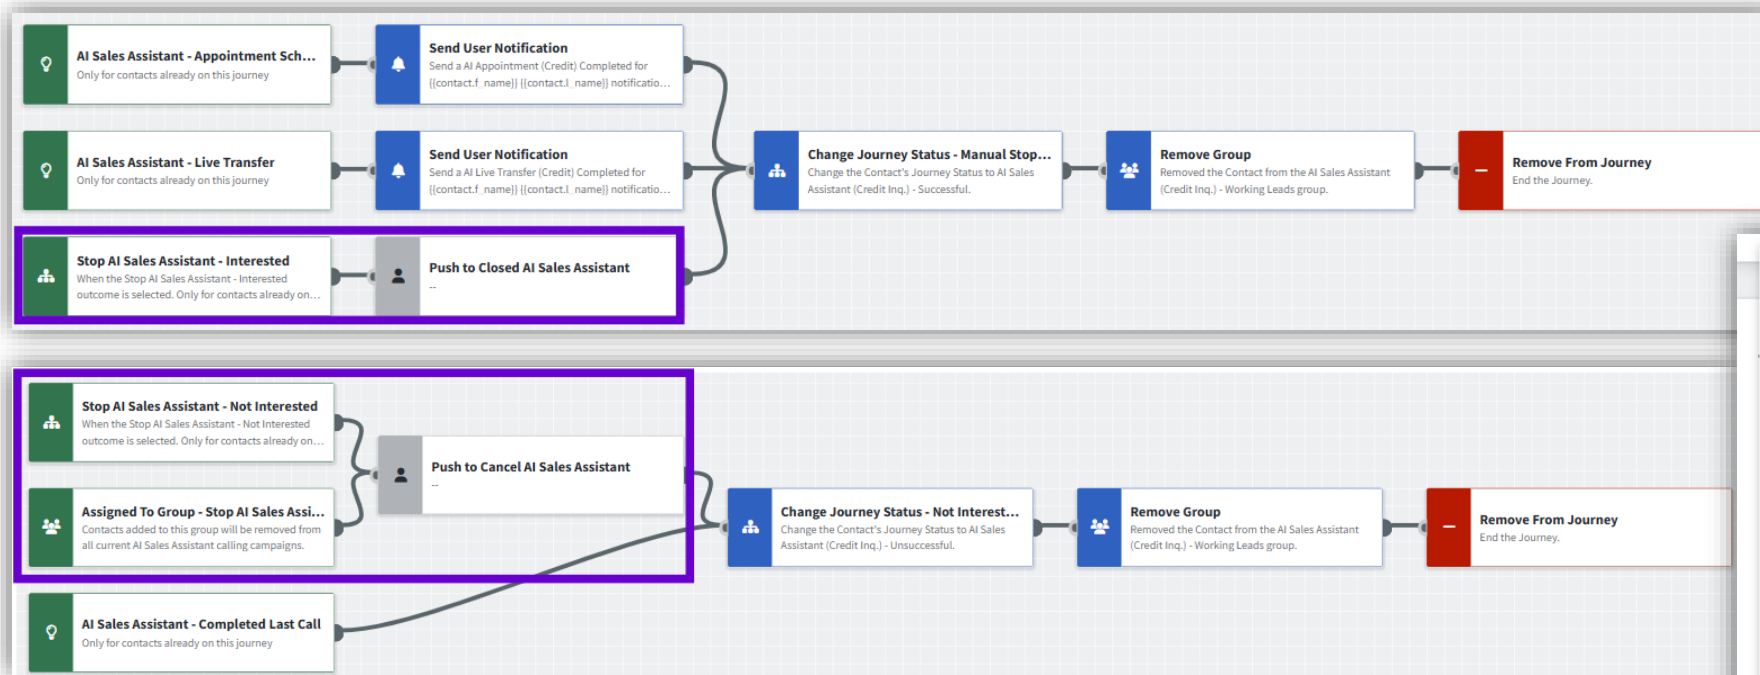 AI Sales Assistant - Appointment Sch...
Only for contacts already on this journey
Send User Notification
Send a AI Appointment (Credit) Completed for
{{contact.f_name}} {{contact.l_name}} notificatio...
AI Sales Assistant - Live Transfer
Only for contacts already on this journey
Send User Notification
Send a AI Live Transfer (Credit) Completed for
{{contact.f_name}} {{contact.l_name}} notificatio...
Change Journey Status - Manual Stop...
Change the Contact's Journey Status to AI Sales
Assistant (Credit Inq.) - Successful.
Remove Group
Removed the Contact from the AI Sales Assistant
(Credit Inq.) - Working Leads group.
Remove From Journey
End the Journey.
Stop AI Sales Assistant - Interested
When the Stop AI Sales Assistant - Interested
outcome is selected. Only for contacts already on...
Push to Closed AI Sales Assistant
--
Stop AI Sales Assistant - Not Interested
When the Stop AI Sales Assistant - Not Interested
outcome is selected. Only for contacts already on...
Push to Cancel AI Sales Assistant
--
Assigned To Group - Stop AI Sales Assi...
Contacts added to this group will be removed from
all current AI Sales Assistant calling campaigns.
Change Journey Status - Not Interest...
Change the Contact's Journey Status to AI Sales
Assistant (Credit Inq.) - Unsuccessful.
Remove Group
Removed the Contact from the AI Sales Assistant
(Credit Inq.) - Working Leads group.
Remove From Journey
End the Journey.
AI Sales Assistant - Completed Last Call
Only for contacts already on this journey